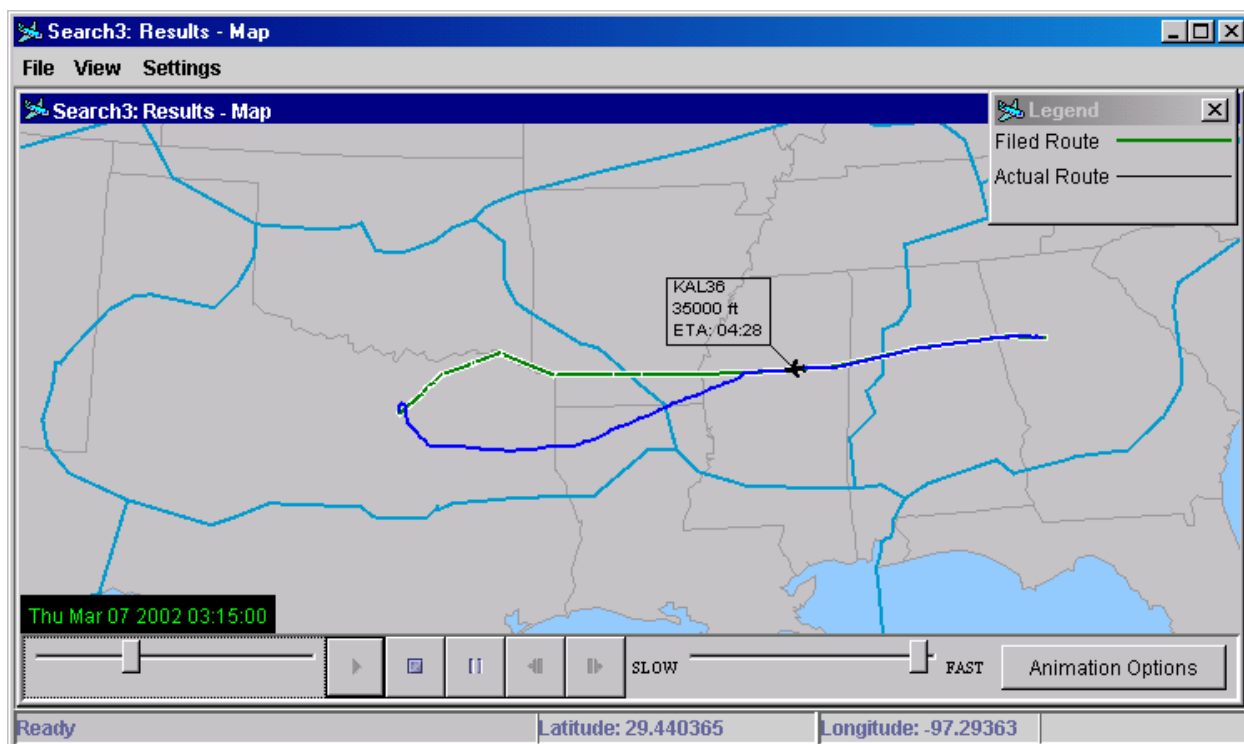 Search3: Results - Map
File View Settings
Search3: Results - Map
Legend
Filed Route
Actual Route
KAL36
35000 ft
ETA: 04:28
Thu Mar 07 2002 03:15:00
SLOW
FAST
Animation Options
Ready
Latitude: 29.440365
Longitude: -97.29363